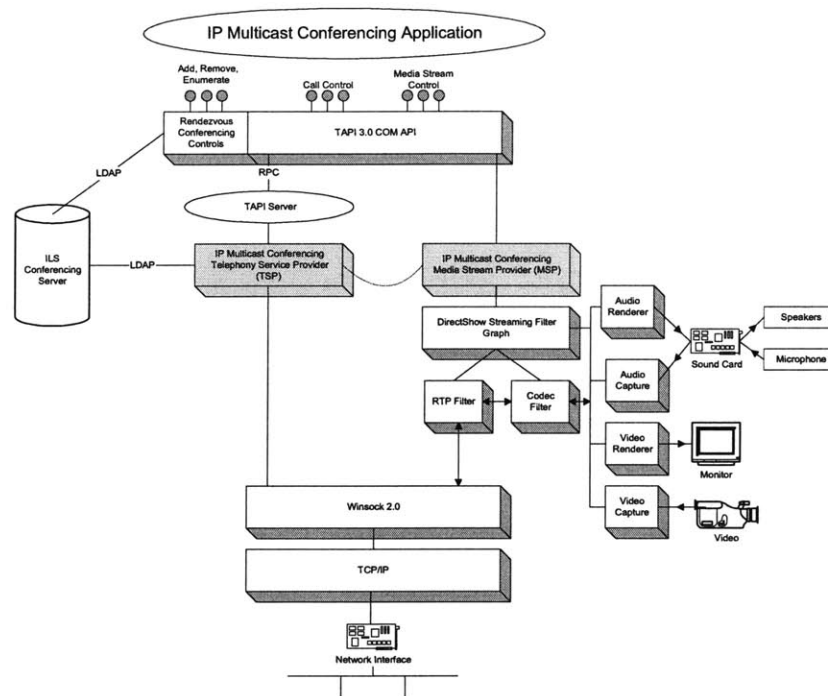 IP Multicast Conferencing Application
Add, Remove,
Enumerate
Call Control
Media Stream
Control
Rendezvous
Conferencing
Controls
TAPI 3.0 COM API
LDAP
RPC
TAPI Server
ILS
Conferencing
Server
LDAP
IP Multicast Conferencing
Telephony Service Provider
(TSP)
IP Multicast Conferencing
Media Stream Provider (MSP)
DirectShow Streaming Filter
Graph
Audio
Renderer
Speakers
Sound Card
Microphone
Audio
Capture
RTP Filter
Codec
Filter
Video
Renderer
Monitor
Video
Capture
Video
Winsock 2.0
TCP/IP
Network Interface